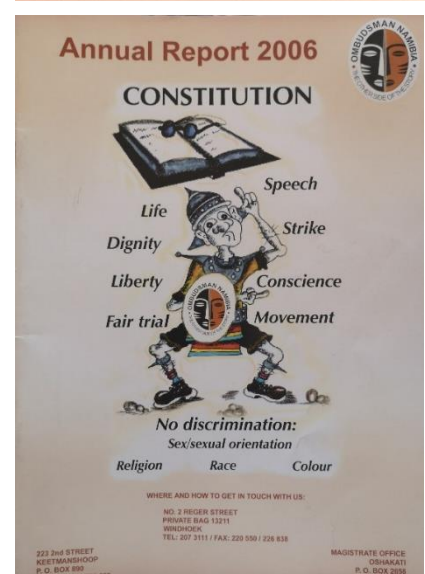 Annual Report 2006
OMBUDSMAN NAMIBIA
THE OTHER SIDE OF THE STORY
CONSTITUTION
Speech
Life
Strike
Dignity
Liberty
Conscience
OMBUDSMAN NAMIBIA
Fair trial
Movement
No discrimination:
Sex/sexual orientation
Religion Race Colour
WHERE AND HOW TO GET IN TOUCH WITH US:
NO. 2 REGER STREET
PRIVATE BAG 13211
WINDHOEK
TEL: 207 3111 / FAX: 220 550 / 226 838
223 2nd STREET
KEETMANSHOOP
P. O. BOX 690
MAGISTRATE OFFICE
OSHAKATI
P. O. BOX 2658